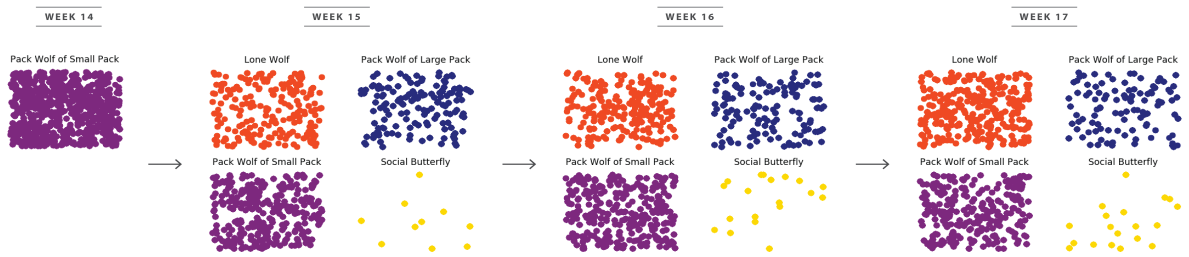 WEEK 14
WEEK 15
WEEK 16
WEEK 17
Pack Wolf of Small Pack
Lone Wolf
Pack Wolf of Large Pack
Lone Wolf
Pack Wolf of Large Pack
Lone Wolf
Pack Wolf of Large Pack
Pack Wolf of Small Pack
Social Butterfly
Pack Wolf of Small Pack
Social Butterfly
Pack Wolf of Small Pack
Social Butterfly